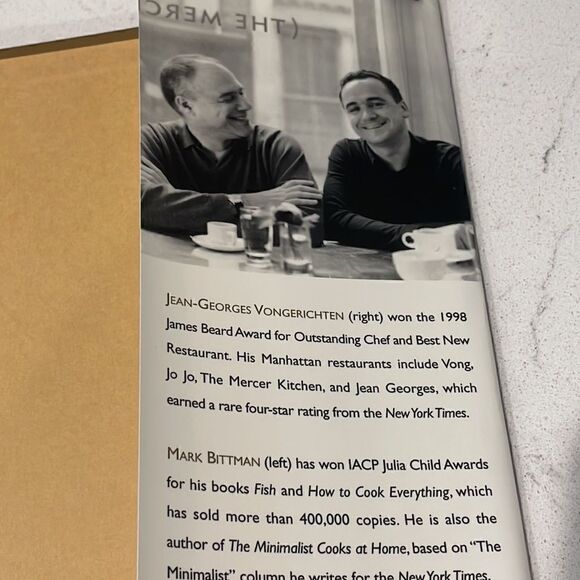 (THE MERC
JEAN-GEORGES VONGERICHTEN (right) won the 1998
James Beard Award for Outstanding Chef and Best New
Restaurant. His Manhattan restaurants include Vong,
Jo Jo, The Mercer Kitchen, and Jean Georges, which
earned a rare four-star rating from the New York Times.
MARK BITTMAN (left) has won IACP Julia Child Awards
for his books Fish and How to Cook Everything, which
has sold more than 400,000 copies. He is also the
author of The Minimalist Cooks at Home, based on "The
Minimalist" column he writes for the New York Times.